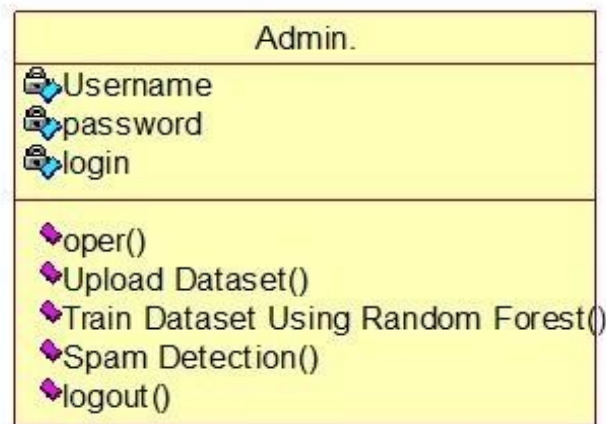 Admin.
Username
password
login
oper()
Upload Dataset()
Train Dataset Using Random Forest()
Spam Detection()
logout()